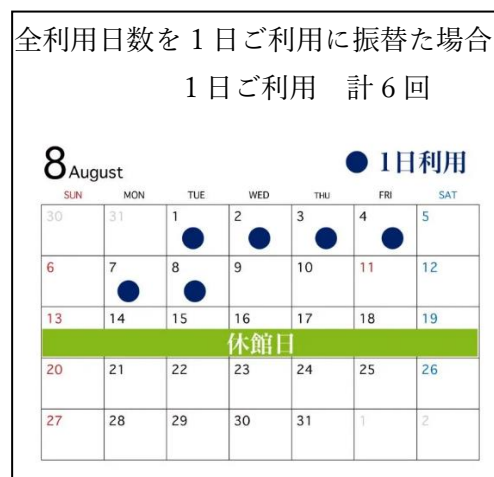 全利用日数を１日ご利用に振替た場合
１日ご利用　計６回
8 August
● 1日利用
SUN MON TUE WED THU FRI SAT
30 31 1 2 3 4 5
6 7 8 9 10 11 12
13 14 15 16 17 18 19
休館日
20 21 22 23 24 25 26
27 28 29 30 31 1 2